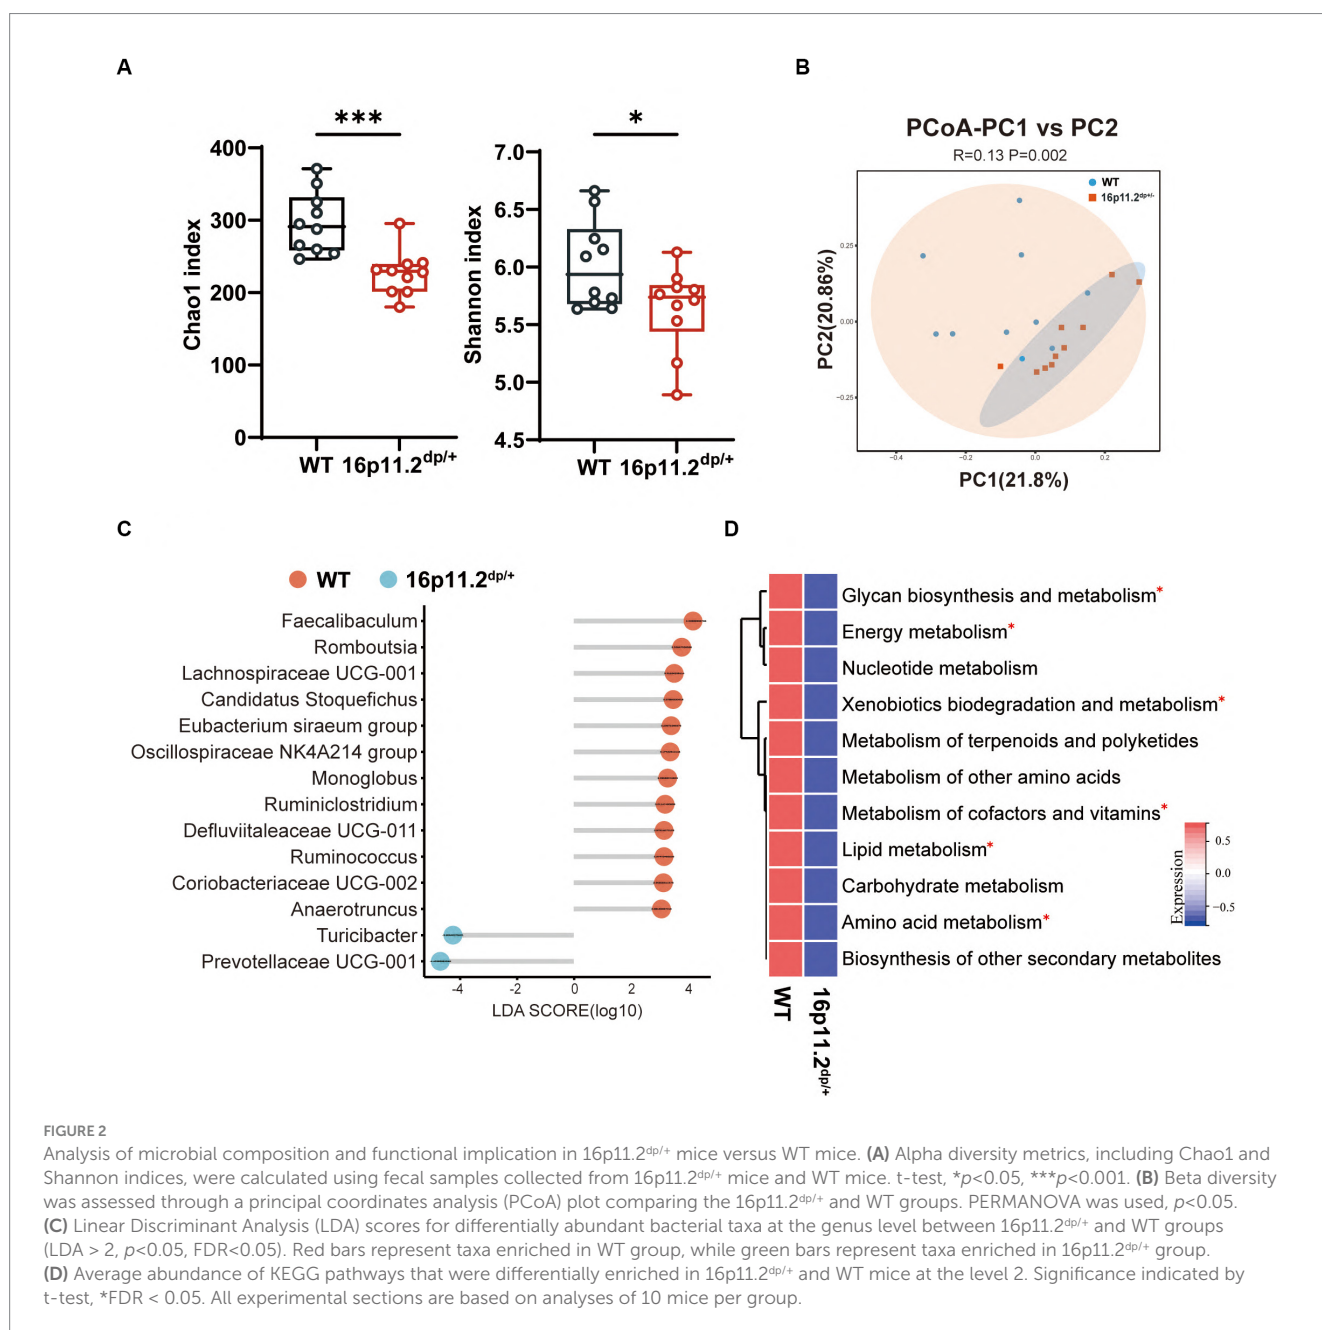 A
***
400
300
200
100
0
Chao1 index
WT 16p11.2dp/+
*
7.0
6.5
6.0
5.5
5.0
4.5
Shannon index
WT 16p11.2dp/+
B
PCoA-PC1 vs PC2
R=0.13 P=0.002
WT
16p11.2dp+/-
0.25
0.00
−0.25
PC2(20.86%)
−0.4 −0.2 0.0 0.2
PC1(21.8%)
C
WT 16p11.2dp/+
Faecalibaculum
Romboutsia
Lachnospiraceae UCG-001
Candidatus Stoquefichus
Eubacterium siraeum group
Oscillospiraceae NK4A214 group
Monoglobus
Ruminiclostridium
Defluviitaleaceae UCG-011
Ruminococcus
Coriobacteriaceae UCG-002
Anaerotruncus
Turicibacter
Prevotellaceae UCG-001
-4 -2 0 2 4
LDA SCORE(log10)
D
Glycan biosynthesis and metabolism*
Energy metabolism*
Nucleotide metabolism
Xenobiotics biodegradation and metabolism*
Metabolism of terpenoids and polyketides
Metabolism of other amino acids
Metabolism of cofactors and vitamins*
Lipid metabolism*
Carbohydrate metabolism
Amino acid metabolism*
Biosynthesis of other secondary metabolites
WT
16p11.2dp/+
Expression
0.5
0.0
−0.5
FIGURE 2
Analysis of microbial composition and functional implication in 16p11.2dp/+ mice versus WT mice. (A) Alpha diversity metrics, including Chao1 and
Shannon indices, were calculated using fecal samples collected from 16p11.2dp/+ mice and WT mice. t-test, *p<0.05, ***p<0.001. (B) Beta diversity
was assessed through a principal coordinates analysis (PCoA) plot comparing the 16p11.2dp/+ and WT groups. PERMANOVA was used, p<0.05.
(C) Linear Discriminant Analysis (LDA) scores for differentially abundant bacterial taxa at the genus level between 16p11.2dp/+ and WT groups
(LDA > 2, p<0.05, FDR<0.05). Red bars represent taxa enriched in WT group, while green bars represent taxa enriched in 16p11.2dp/+ group.
(D) Average abundance of KEGG pathways that were differentially enriched in 16p11.2dp/+ and WT mice at the level 2. Significance indicated by
t-test, *FDR < 0.05. All experimental sections are based on analyses of 10 mice per group.